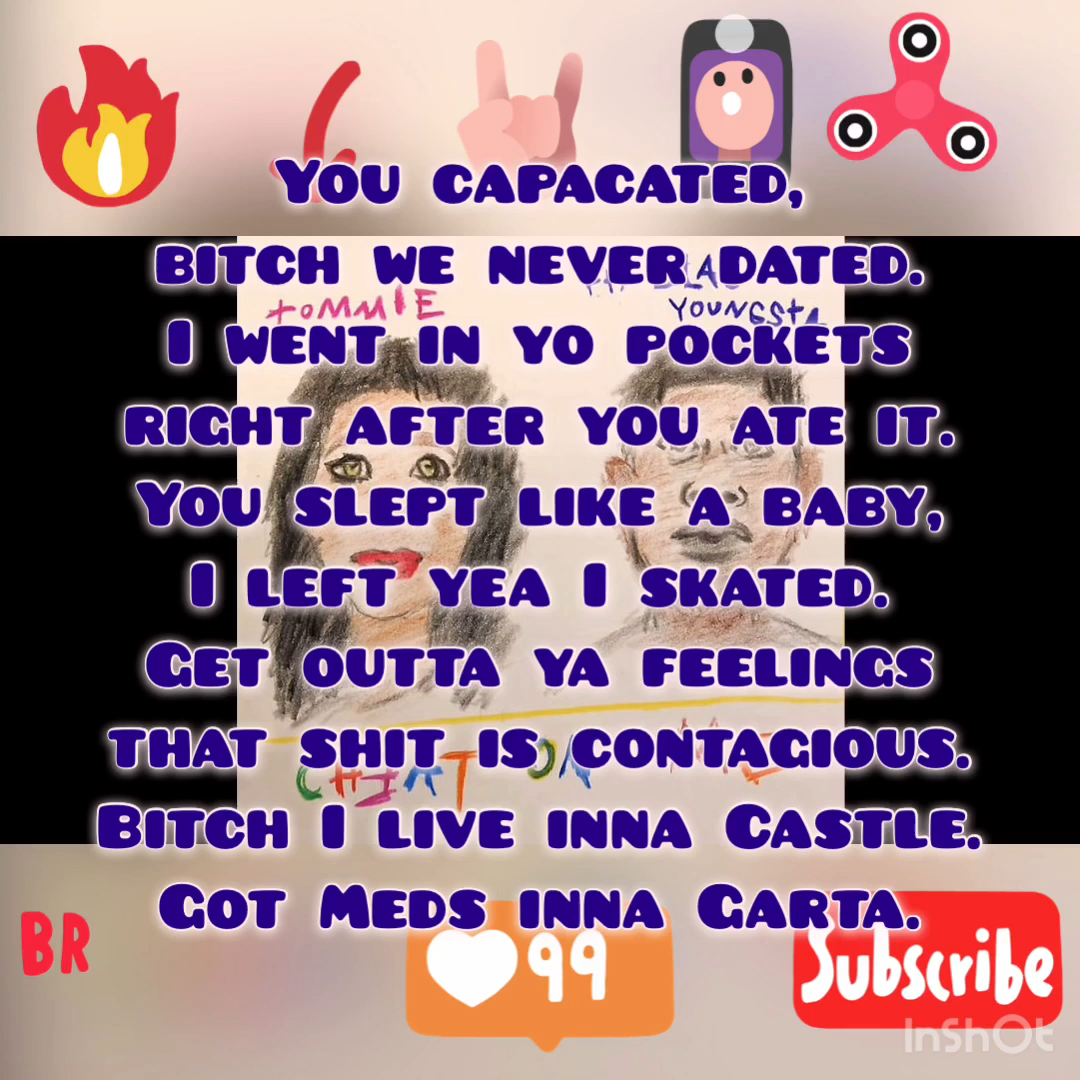 You capacated,
bitch we never dated.
tommie
Youngsta
I went in yo pockets
right after you ate it.
You slept like a baby,
I left yea I skated.
Get outta ya feelings
that shit is contagious.
Bitch I live inna Castle.
Got Meds inna Garta.
BR
99
Subscribe
InShOt